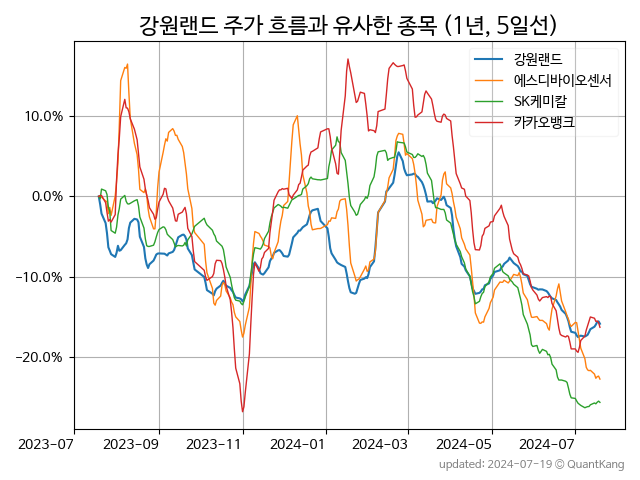 강원랜드 주가 흐름과 유사한 종목 (1년, 5일선)
강원랜드
에스디바이오센서
SK케미칼
카카오뱅크
10.0%
0.0%
−10.0%
−20.0%
2023-07 2023-09 2023-11 2024-01 2024-03 2024-05 2024-07
updated: 2024-07-19 © QuantKang